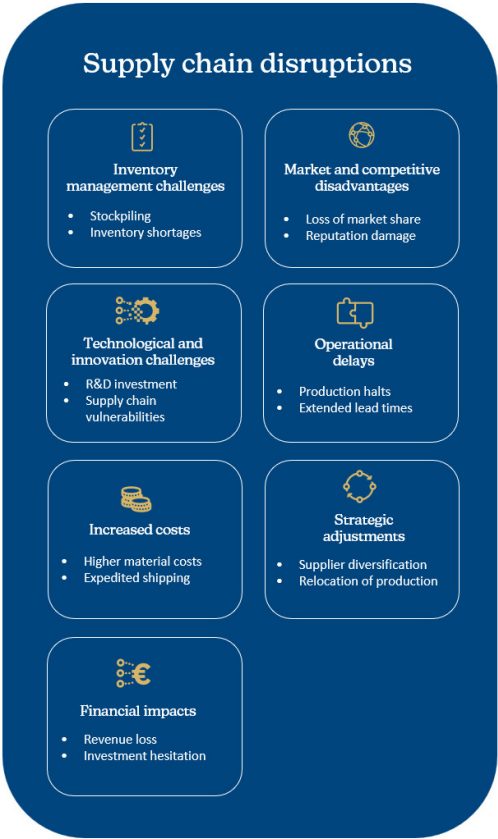 Supply chain disruptions
Inventory
management challenges
• Stockpiling
• Inventory shortages
Market and competitive
disadvantages
• Loss of market share
• Reputation damage
Technological and
innovation challenges
• R&D investment
• Supply chain
vulnerabilities
Operational
delays
• Production halts
• Extended lead times
Increased costs
• Higher material costs
• Expedited shipping
Strategic
adjustments
• Supplier diversification
• Relocation of production
€
Financial impacts
• Revenue loss
• Investment hesitation